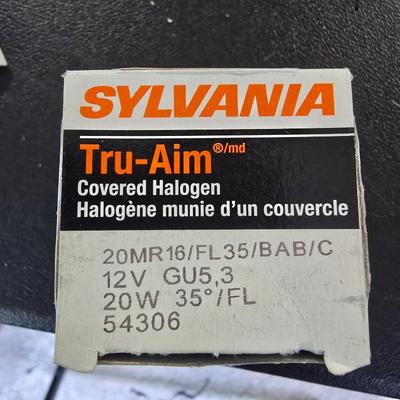 SYLVANIA
Tru-Aim®/md
Covered Halogen
Halogène munie d'un couvercle
20MR16/FL35/BAB/C
12V GU5,3
20W 35°/FL
54306